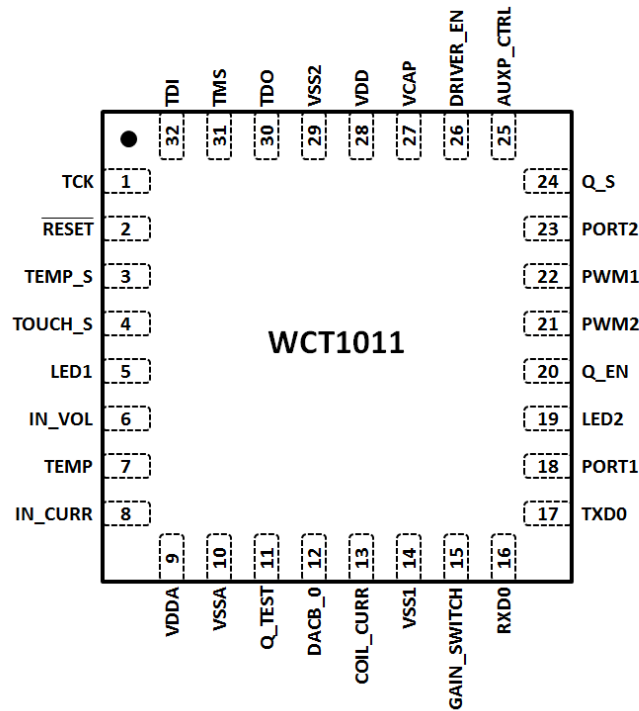 TDI
TMS
TDO
VSS2
VDD
VCAP
DRIVER_EN
AUXP_CTRL
32
31
30
29
28
27
26
25
TCK 1
RESET 2
TEMP_S 3
TOUCH_S 4
LED1 5
IN_VOL 6
TEMP 7
IN_CURR 8
WCT1011
24 Q_S
23 PORT2
22 PWM1
21 PWM2
20 Q_EN
19 LED2
18 PORT1
17 TXD0
9
10
11
12
13
14
15
16
VDDA
VSSA
Q_TEST
DACB_0
COIL_CURR
VSS1
GAIN_SWITCH
RXD0